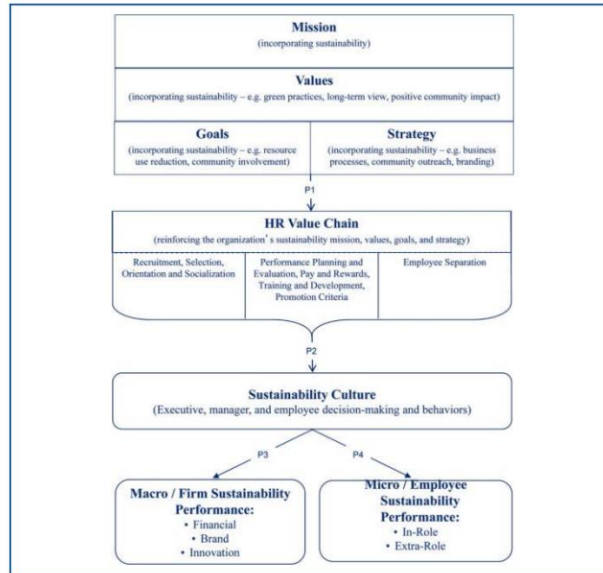 Mission
(incorporating sustainability)
Values
(incorporating sustainability – e.g. green practices, long-term view, positive community impact)
Goals
(incorporating sustainability – e.g. resource
use reduction, community involvement)
Strategy
(incorporating sustainability – e.g. business
processes, community outreach, branding)
P1
HR Value Chain
(reinforcing the organization's sustainability mission, values, goals, and strategy)
Recruitment, Selection,
Orientation and Socialization
Performance Planning and
Evaluation, Pay and Rewards,
Training and Development,
Promotion Criteria
Employee Separation
P2
Sustainability Culture
(Executive, manager, and employee decision-making and behaviors)
P3
P4
Macro / Firm Sustainability
Performance:
• Financial
• Brand
• Innovation
Micro / Employee
Sustainability
Performance:
• In-Role
• Extra-Role